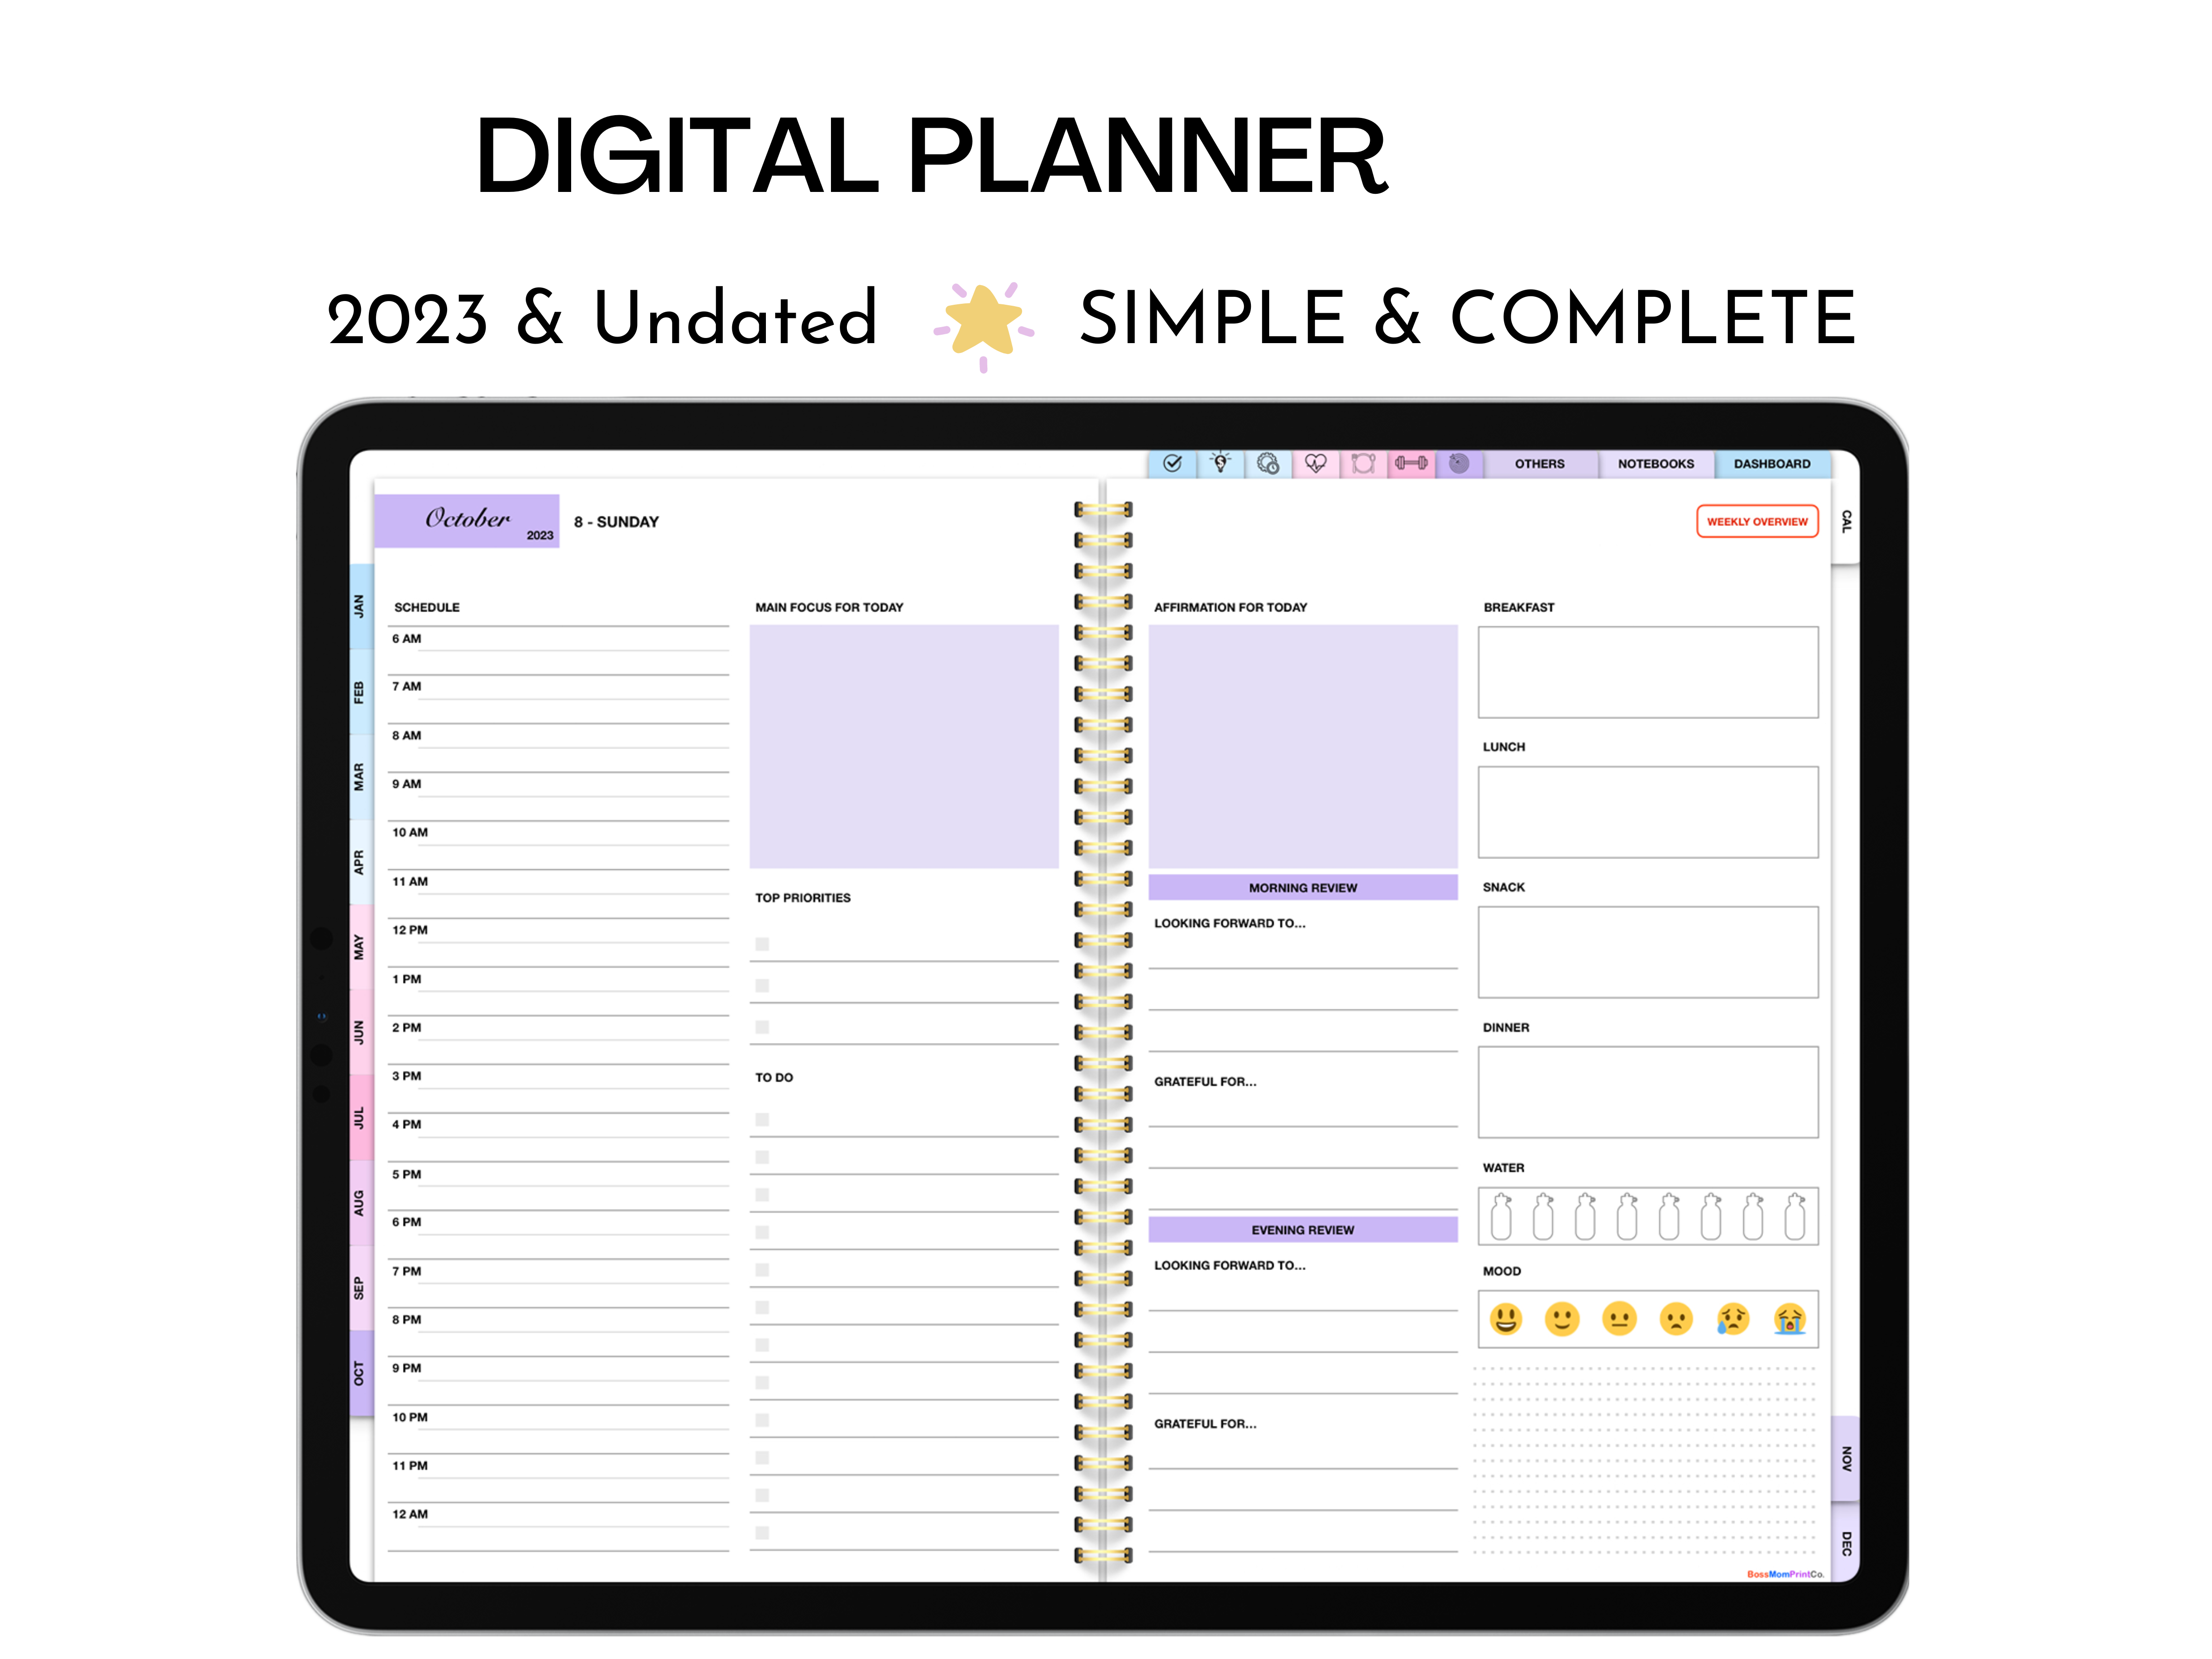 DIGITAL PLANNER
2023 & Undated SIMPLE & COMPLETE
OTHERS
NOTEBOOKS
DASHBOARD
October
2023
8 - SUNDAY
WEEKLY OVERVIEW
CAL
JAN
FEB
MAR
APR
MAY
JUN
JUL
AUG
SEP
OCT
SCHEDULE
6 AM
7 AM
8 AM
9 AM
10 AM
11 AM
12 PM
1 PM
2 PM
3 PM
4 PM
5 PM
6 PM
7 PM
8 PM
9 PM
10 PM
11 PM
12 AM
MAIN FOCUS FOR TODAY
TOP PRIORITIES
TO DO
AFFIRMATION FOR TODAY
MORNING REVIEW
LOOKING FORWARD TO...
GRATEFUL FOR...
EVENING REVIEW
LOOKING FORWARD TO...
GRATEFUL FOR...
BREAKFAST
LUNCH
SNACK
DINNER
WATER
MOOD
NOV
DEC
BossMomPrintCo.